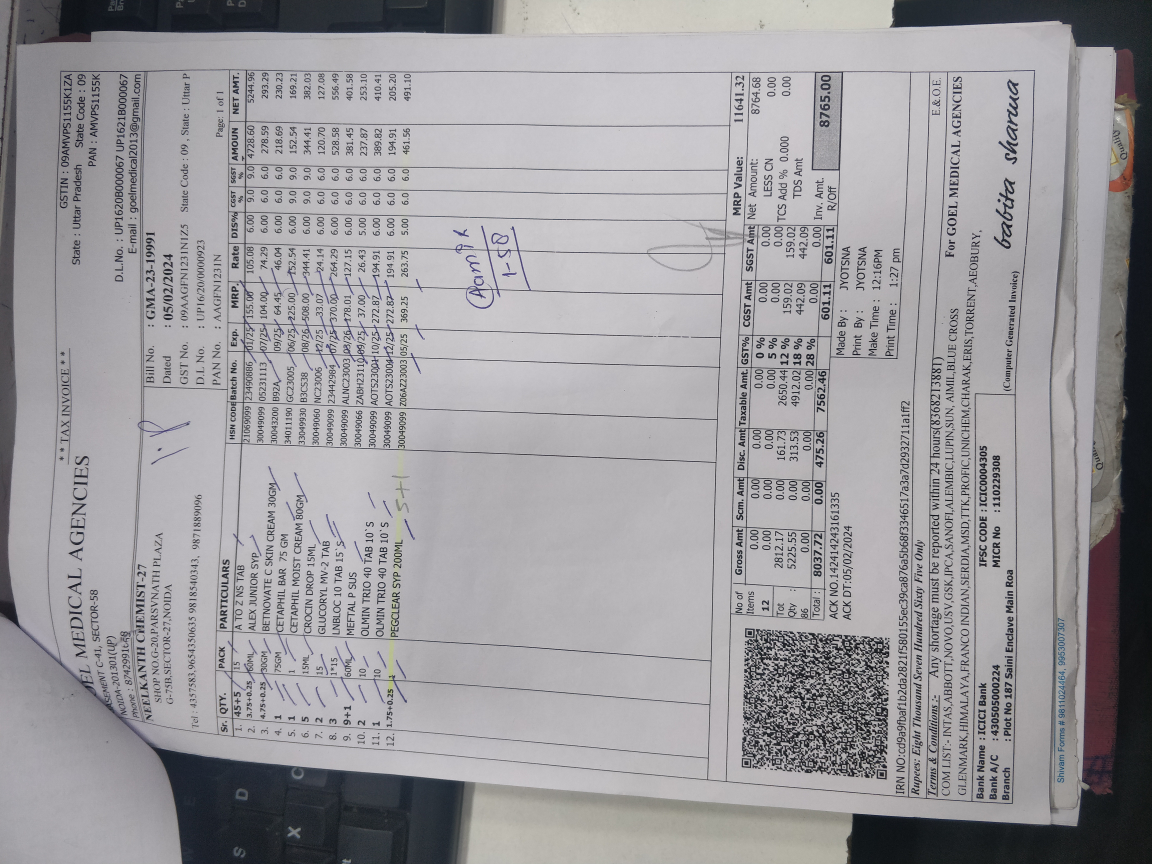 * * TAX INVOICE * *
GSTIN : 09AMVPS1155K1ZA
EL MEDICAL AGENCIES
State : Uttar Pradesh State Code : 09
C-41, SECTOR-58
PAN : AMVPS1155K
NOIDA-201301(UP)
D.L.No. : UP1620B000067 UP1621B000067
E-mail : goelmedical2013@gmail.com
NEELKANTH CHEMIST-27
SHOP NO.G-20,PARSVNATH PLAZA
G-75B,SECTOR-27,NOIDA
Tel : 4357583,9654350635 9818540343, 9871889096
Bill No. : GMA-23-19991
Dated : 05/02/2024
GST No. : 09AAGFN1231N1Z5 State Code : 09 , State : Uttar P
D.L No. : UP16/20/0000923
PAN No. : AAGFN1231N
Page: 1 of 1
Sr. QTY. PACK PARTICULARS HSN CODE Batch No. Exp. MRP. Rate DIS% CGST % SGST % AMOUN NET AMT.
1. 45+5 15 A TO Z NS TAB 21069099 23490886 01/25 155.00 105.08 6.00 9.0 9.0 4728.60 5244.96
2. 3.75+0.25 60ML ALEX JUNIOR SYP 30049099 05231113 07/25 104.00 74.29 6.00 6.0 6.0 278.59 293.29
3. 4.75+0.25 30GM BETNOVATE C SKIN CREAM 30GM 30043200 B92A 09/25 64.45 46.04 6.00 6.0 6.0 218.69 230.23
4. 1 75GM CETAPHIL BAR 75 GM 34011190 GC23005 06/25 225.00 152.54 6.00 9.0 9.0 152.54 169.21
5. 1 1 CETAPHIL MOIST CREAM 80GM 33049930 B3CS38 08/26 508.00 344.41 6.00 9.0 9.0 344.41 382.03
6. 5 15ML CROCIN DROP 15ML 30049060 NC23006 12/25 33.07 24.14 6.00 6.0 6.0 120.70 127.08
7. 2 15 GLUCORYL MV-2 TAB 30049099 23442984 07/25 370.00 264.29 6.00 6.0 6.0 528.58 556.49
8. 3 1*15 LNBLOC 10 TAB 15`S 30049099 ALNC23003 08/26 178.01 127.15 6.00 6.0 6.0 381.45 401.58
9. 9+1 60ML MEFTAL P SUS 30049066 ZABH23110 09/25 37.00 26.43 5.00 6.0 6.0 237.87 253.10
10. 2 10 OLMIN TRIO 40 TAB 10`S 30049099 AOTS23001 10/25 272.87 194.91 6.00 6.0 6.0 389.82 410.41
11. 1 10 OLMIN TRIO 40 TAB 10`S 30049099 AOTS23004 12/25 272.87 194.91 6.00 6.0 6.0 194.91 205.20
12. 1.75+0.25 1 PEGCLEAR SYP 200ML 5+1 30049099 Z06AZ23003 05/25 369.25 263.75 5.00 6.0 6.0 461.56 491.10
1-58
No of Items Gross Amt Scm. Amt Disc. Amt Taxable Amt. GST% CGST Amt SGST Amt
12 0.00 0.00 0.00 0.00 0 % 0.00 0.00
0.00 0.00 0.00 0.00 5 % 0.00 0.00
Tot 2812.17 0.00 161.73 2650.44 12 % 159.02 159.02
Qty : 5225.55 0.00 313.53 4912.02 18 % 442.09 442.09
86 0.00 0.00 0.00 0.00 28 % 0.00 0.00
Total : 8037.72 0.00 475.26 7562.46 601.11 601.11
MRP Value: 11641.32
Net Amount: 8764.68
LESS CN 0.00
TCS Add % 0.000 0.00
TDS Amt
Inv. Amt. 8765.00
R/Off
ACK NO.142414243161335
ACK DT:05/02/2024
Made By : JYOTSNA
Print By : JYOTSNA
Make Time : 12:16PM
Print Time : 1:27 pm
IRN NO:cd9a9fbaf1b2da2821f580155ec39ca876a5b68f3346517a3a7d2932711a1ff2
Rupees: Eight Thousand Seven Hundred Sixty Five Only
E.& O.E.
Terms & Conditions :- Any shortage must be reported within 24 hours(8368213881)
COM LIST:- INTAS,ABBOTT,NOVO,USV,GSK,IPCA,SANOFI,ALEMBIC,LUPIN,SUN, AIMIL,BLUE CROSS
For GOEL MEDICAL AGENCIES
GLENMARK,HIMALAYA,FRANCO INDIAN,SERDIA,MSD,TTK,PROFIC,UNICHEM,CHARAK,ERIS,TORRENT,AEOBURY,
Bank Name : ICICI Bank IFSC CODE : ICIC0004305
Bank A/C : 430505000224 MICR No : 110229308
Branch : Plot No 187 Saini Enclave Main Roa
(Computer Generated Invoice)
babita sharma
Shivam Forms # 9811024464, 9953007307
Quality
S
D
X
C